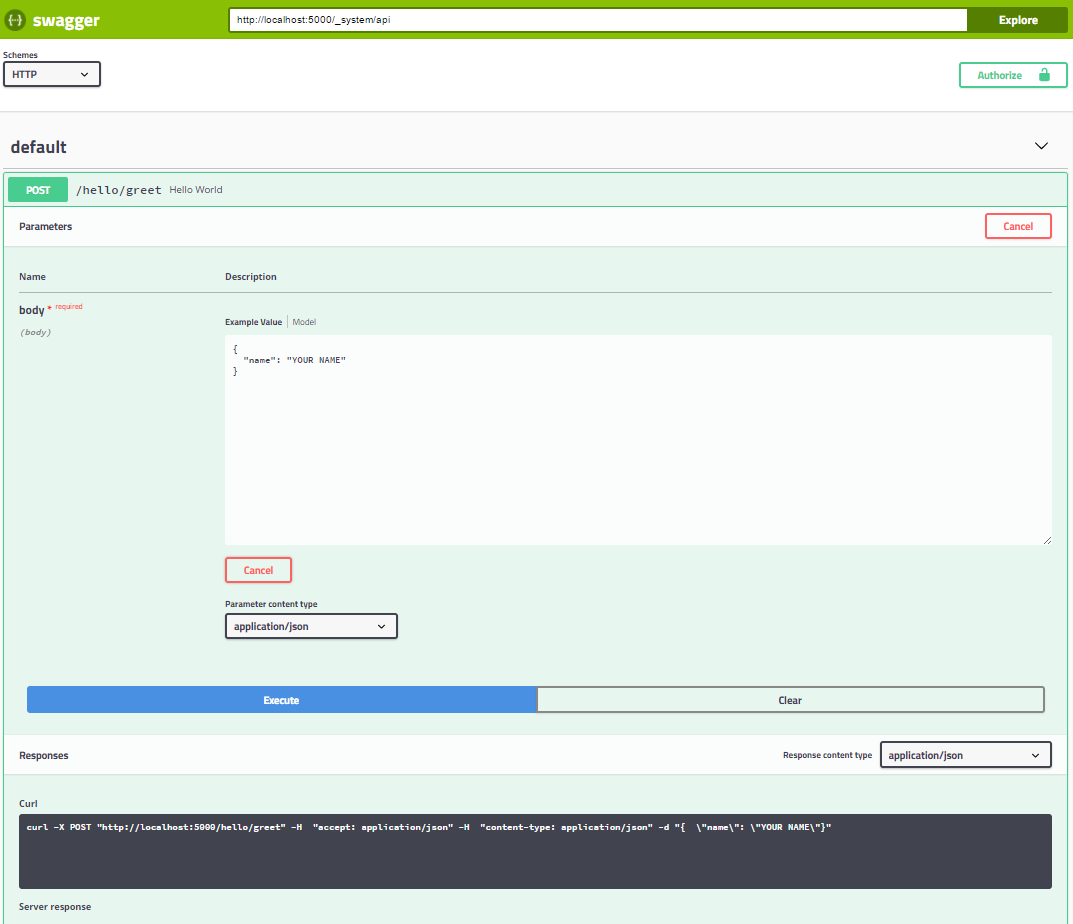 {···} swagger http://localhost:5000/_system/api Explore
Schemes
HTTP
Authorize
default
POST /hello/greet Hello World
Parameters Cancel
Name Description
body * required
(body)
Example Value Model
{
  "name": "YOUR NAME"
}
Cancel
Parameter content type
application/json
Execute Clear
Responses Response content type application/json
Curl
curl -X POST "http://localhost:5000/hello/greet" -H  "accept: application/json" -H  "content-type: application/json" -d "{  \"name\": \"YOUR NAME\"}"
Server response